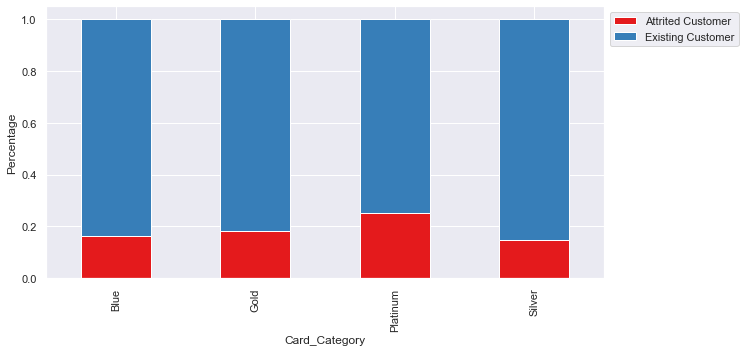 Attrited Customer
Existing Customer
Percentage
1.0
0.8
0.6
0.4
0.2
0.0
Blue
Gold
Platinum
Silver
Card_Category